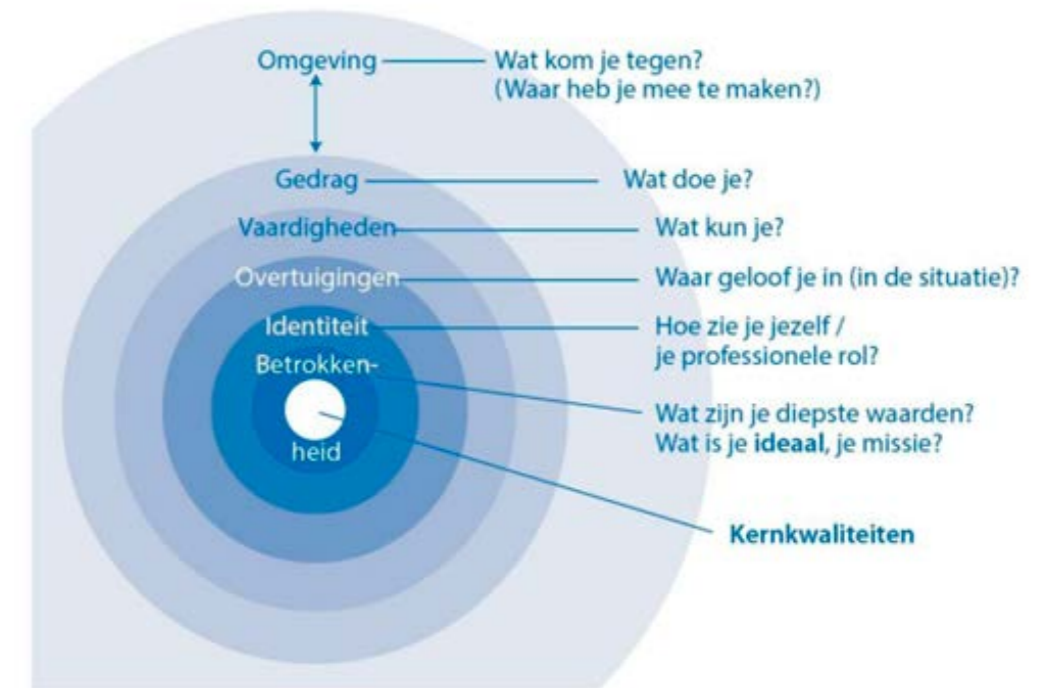 Omgeving
Wat kom je tegen?
(Waar heb je mee te maken?)
Gedrag
Wat doe je?
Vaardigheden
Wat kun je?
Overtuigingen
Waar geloof je in (in de situatie)?
Identiteit
Hoe zie je jezelf /
je professionele rol?
Betrokken-
heid
Wat zijn je diepste waarden?
Wat is je ideaal, je missie?
Kernkwaliteiten